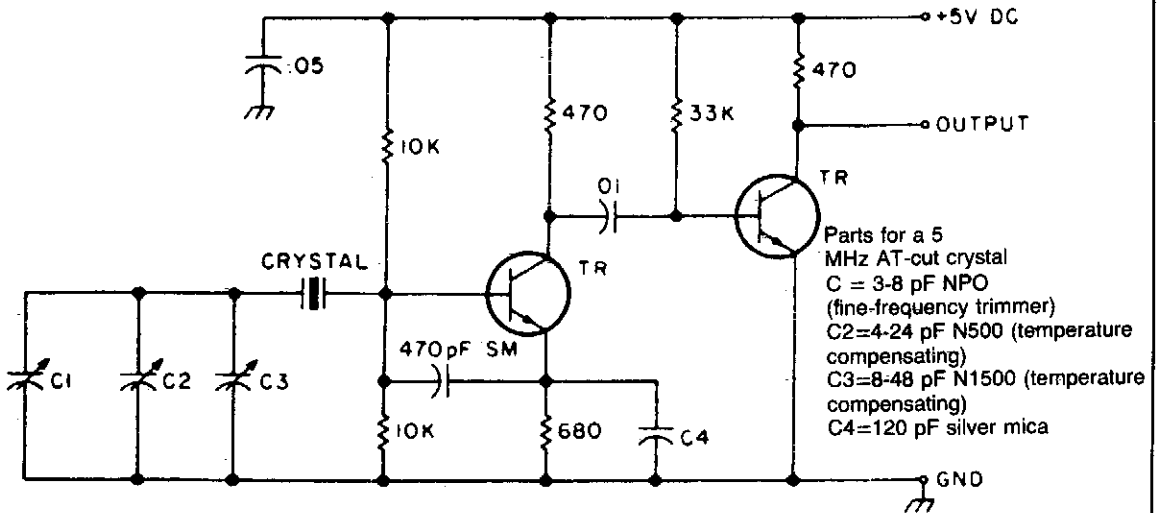 +5V DC
.05
470
470
33K
10K
OUTPUT
01
TR
CRYSTAL
TR
Parts for a 5
MHz AT-cut crystal
C = 3-8 pF NPO
(fine-frequency trimmer)
C2=4-24 pF N500 (temperature
compensating)
C3=8-48 pF N1500 (temperature
compensating)
C4=120 pF silver mica
470pF SM
C1
C2
C3
10K
680
C4
GND